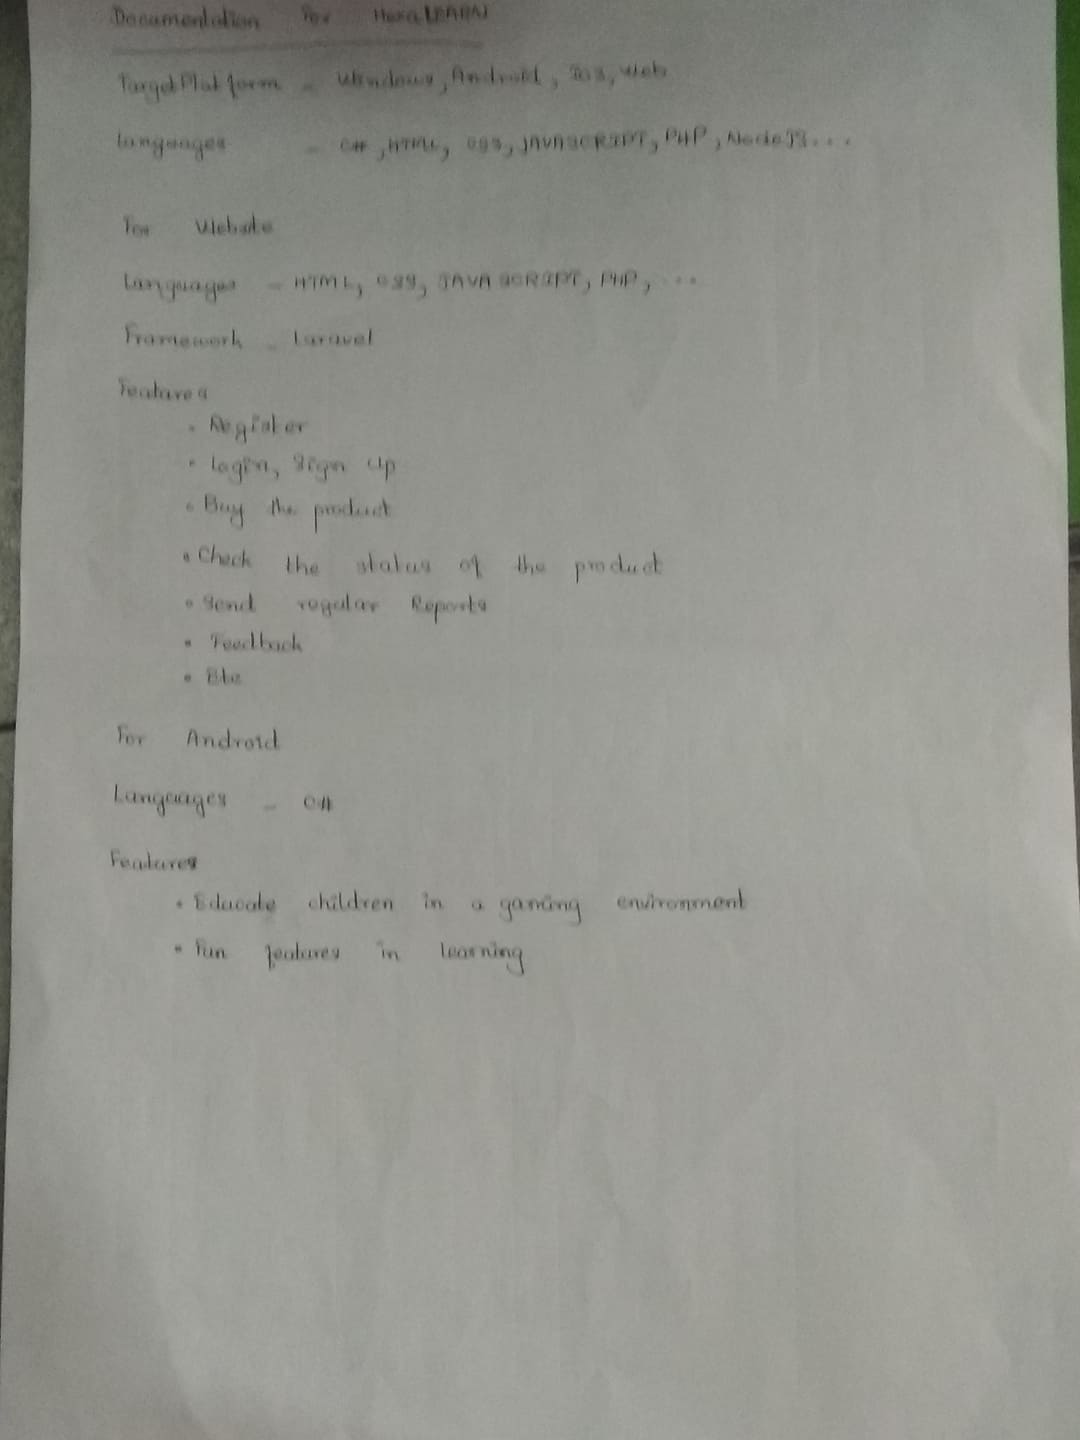 Documentation For Hexa LEARN
Target Platform - Windows, Android, IOS, Web
Languages - C#, HTML, CSS, JAVASCRIPT, PHP, NodeJS...
For Website
Languages - HTML, CSS, JAVA SCRIPT, PHP, ...
Framework - Laravel
Features
• Register
• Login, Sign Up
• Buy the product
• Check the status of the product
• Send regular Reports
• Feedback
• Etc
For Android
Languages - C#
Features
• Educate children in a gaming environment
• Fun features in learning